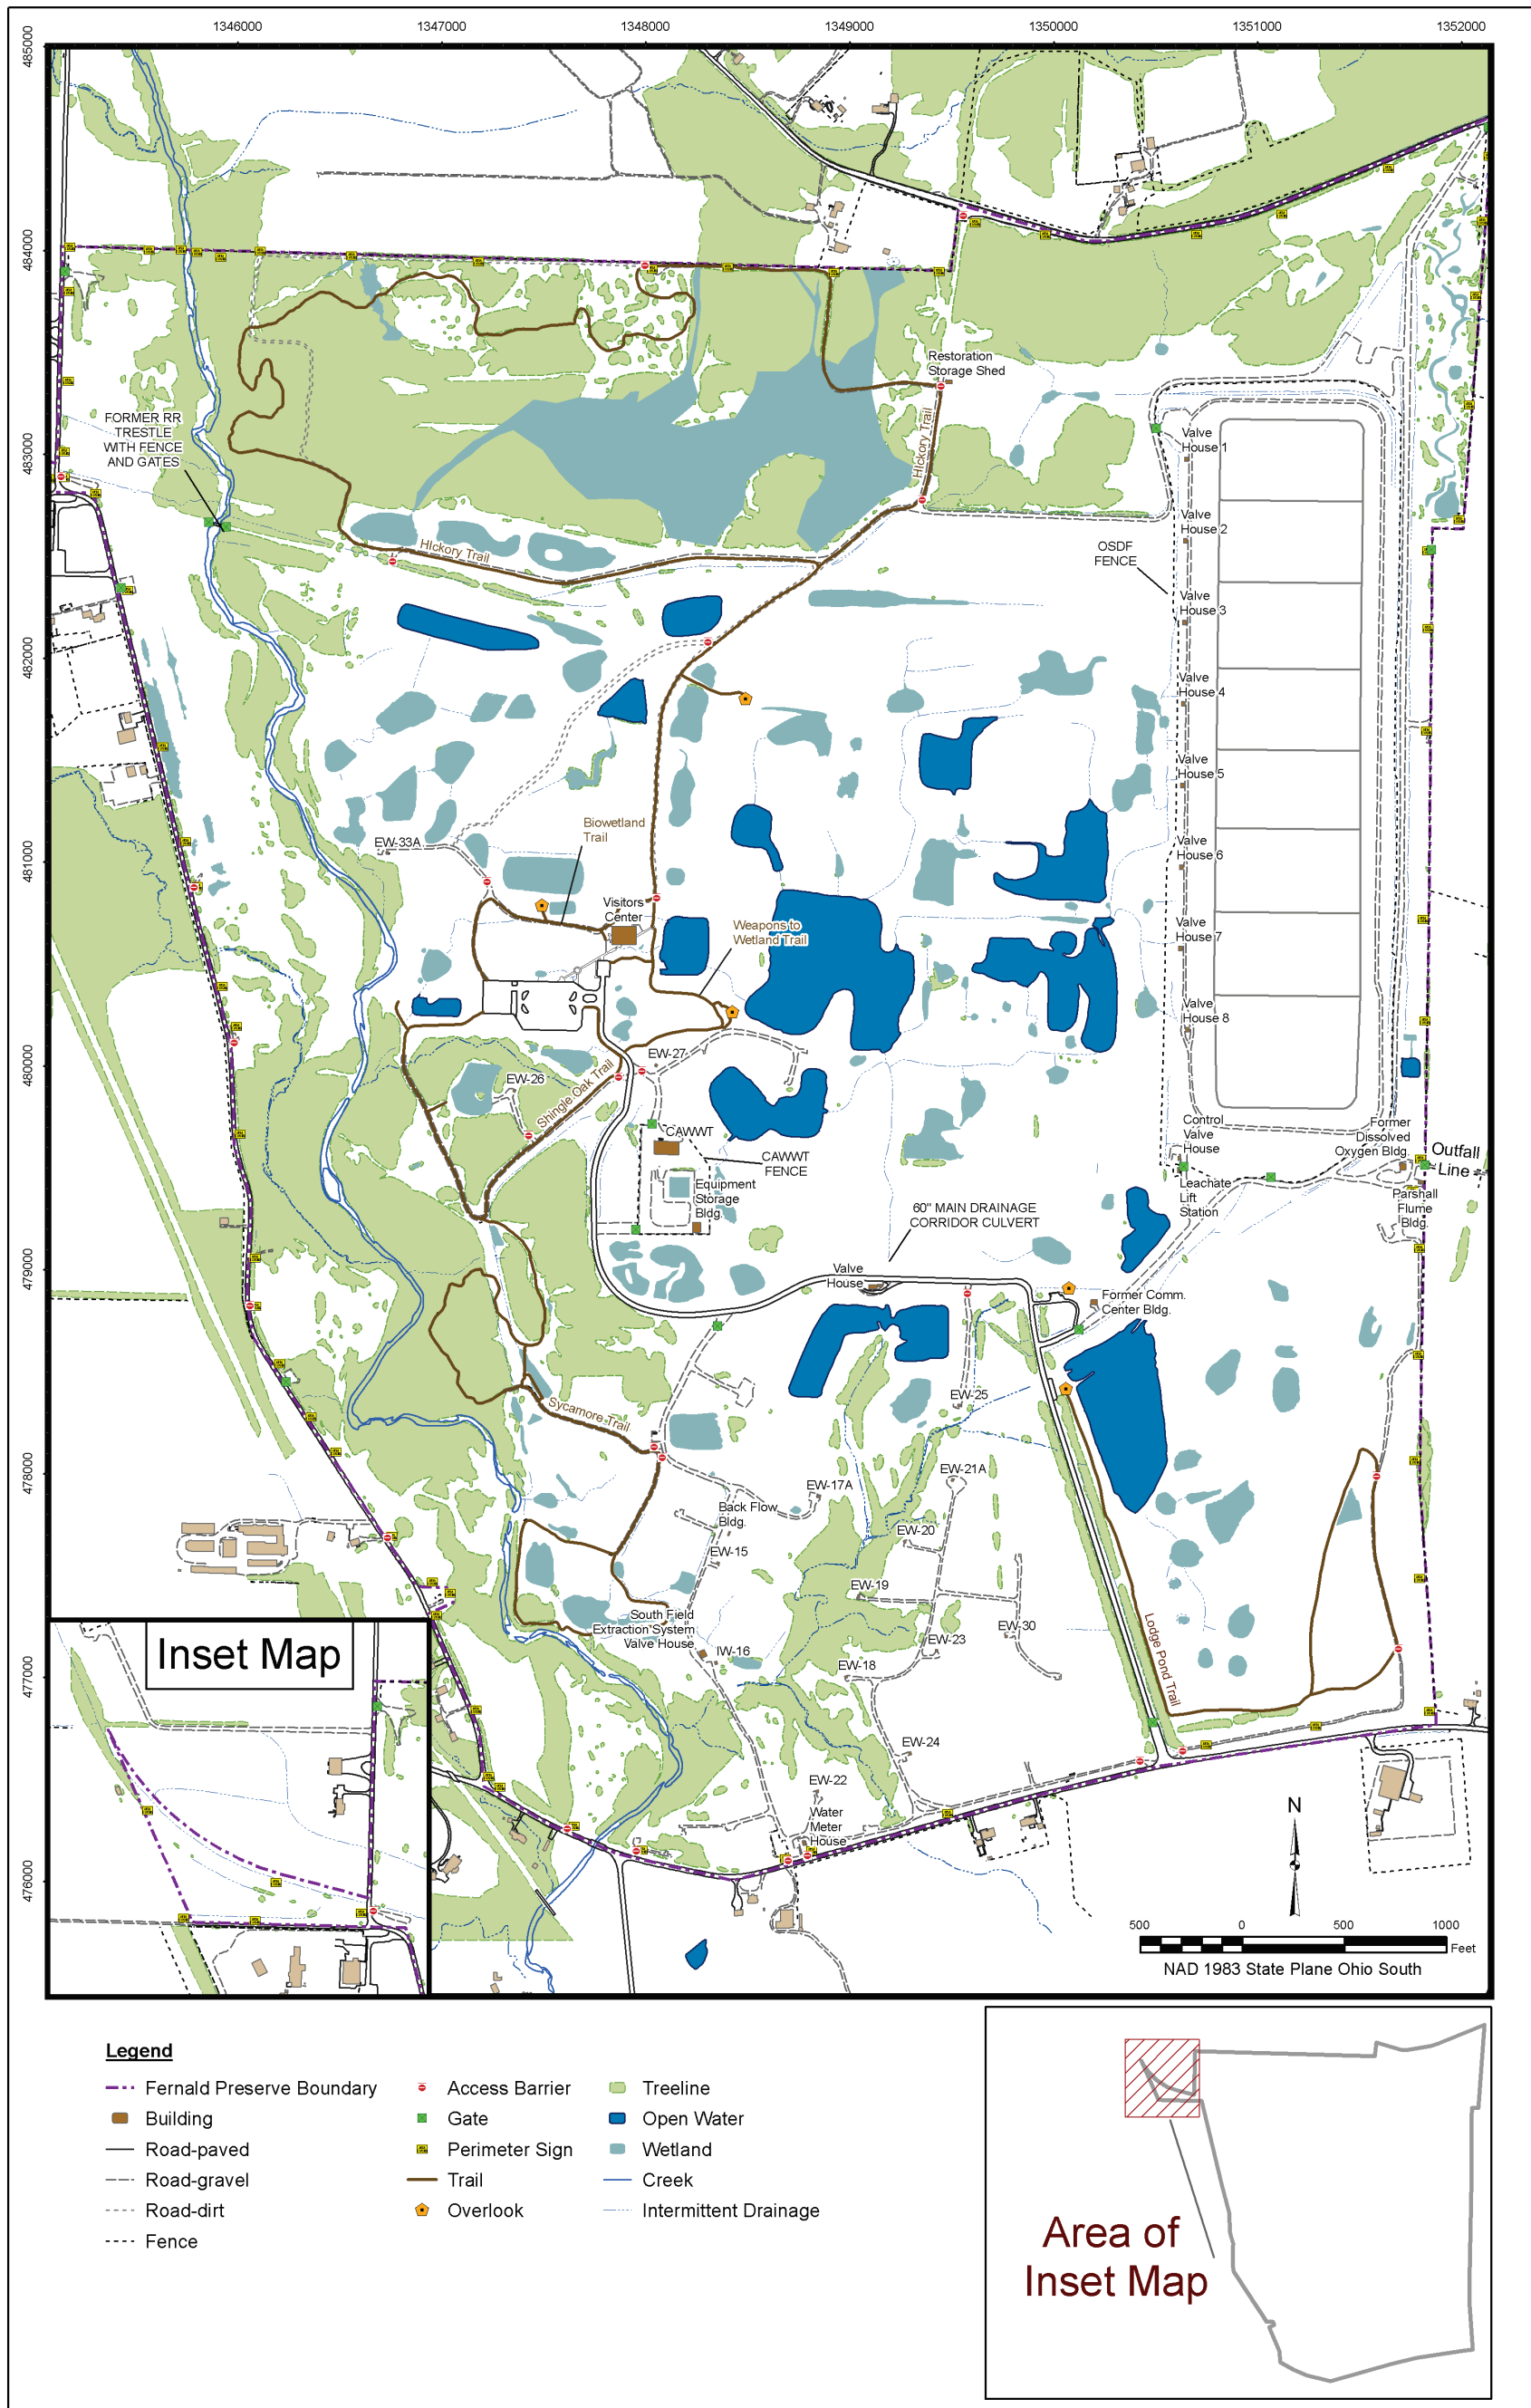 1346000
1347000
1348000
1349000
1350000
1351000
1352000
485000
484000
483000
482000
481000
480000
479000
478000
477000
476000
Restoration
Storage Shed
HIckory Trail
FORMER RR
TRESTLE
WITH FENCE
AND GATES
HIckory Trail
OSDF
FENCE
Valve
House 1
Valve
House 2
Valve
House 3
Valve
House 4
Valve
House 5
Valve
House 6
Valve
House 7
Valve
House 8
Biowetland
Trail
EW-33A
Visitors
Center
Weapons to
Wetland Trail
EW-27
EW-26
Shingle Oak Trail
CAWWT
CAWWT
FENCE
Equipment
Storage
Bldg.
Control
Valve
House
Former
Dissolved
Oxygen Bldg.
Outfall
Line
Leachate
Lift
Station
Parshall
Flume
Bldg.
60" MAIN DRAINAGE
CORRIDOR CULVERT
Valve
House
Former Comm.
Center Bldg.
EW-25
Sycamore Trail
EW-21A
EW-17A
Back Flow
Bldg.
EW-20
EW-15
EW-19
South Field
Extraction System
Valve House
EW-30
EW-23
IW-16
EW-18
Lodge Pond Trail
EW-24
EW-22
Water
Meter
House
Inset Map
N
500
0
500
1000
Feet
NAD 1983 State Plane Ohio South
Legend
Fernald Preserve Boundary
Building
Road-paved
Road-gravel
Road-dirt
Fence
Access Barrier
Gate
Perimeter Sign
Trail
Overlook
Treeline
Open Water
Wetland
Creek
Intermittent Drainage
Area of
Inset Map